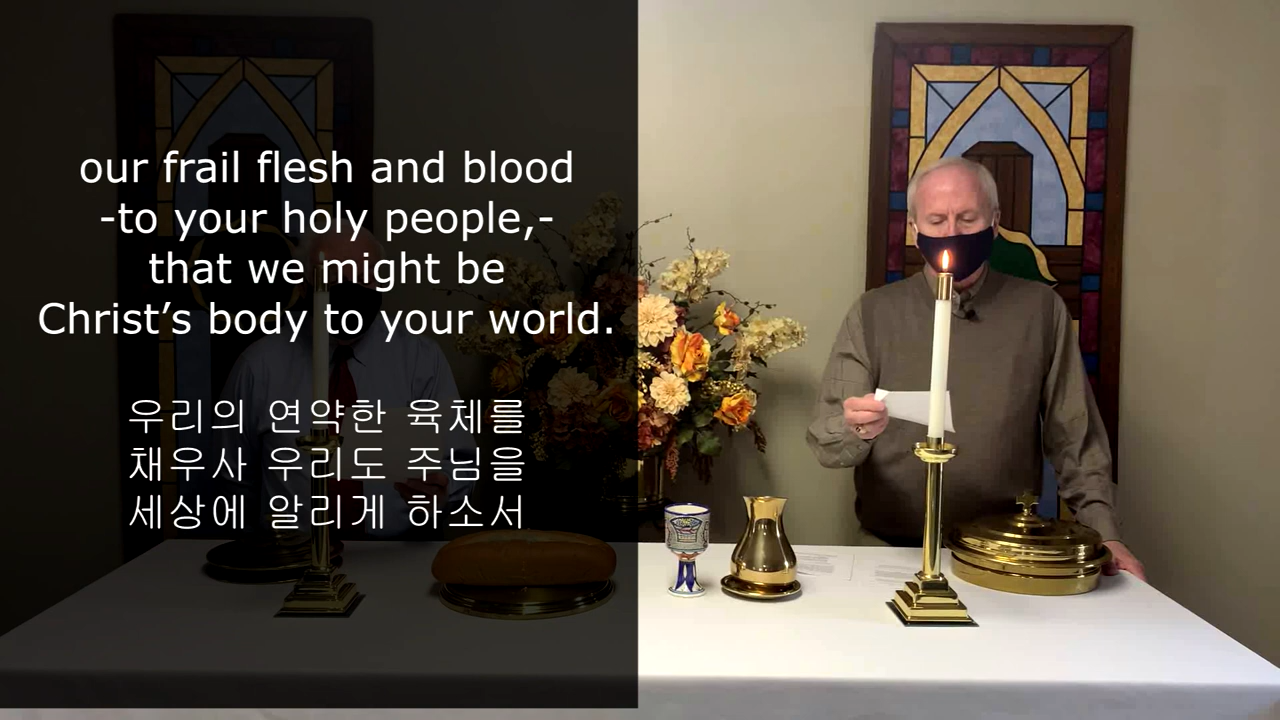 our frail flesh and blood
-to your holy people,-
that we might be
Christ’s body to your world.
우리의 연약한 육체를
채우사 우리도 주님을
세상에 알리게 하소서